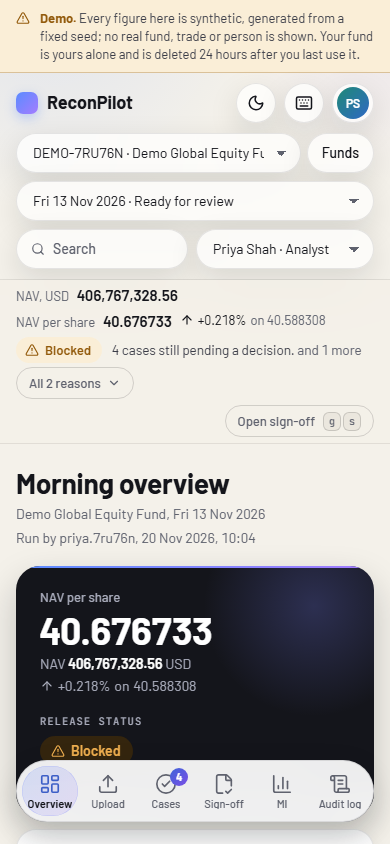 Demo. Every figure here is synthetic, generated from a
fixed seed; no real fund, trade or person is shown. Your fund
is yours alone and is deleted 24 hours after you last use it.
ReconPilot
PS
DEMO-7RU76N · Demo Global Equity Fu
Funds
Fri 13 Nov 2026 · Ready for review
Search
Priya Shah · Analyst
NAV, USD 406,767,328.56
NAV per share 40.676733 ↑ +0.218% on 40.588308
Blocked 4 cases still pending a decision. and 1 more
All 2 reasons
Open sign-off g s
Morning overview
Demo Global Equity Fund, Fri 13 Nov 2026
Run by priya.7ru76n, 20 Nov 2026, 10:04
NAV per share
40.676733
NAV 406,767,328.56 USD
↑ +0.218% on 40.588308
RELEASE STATUS
Blocked
4
Overview Upload Cases Sign-off MI Audit log